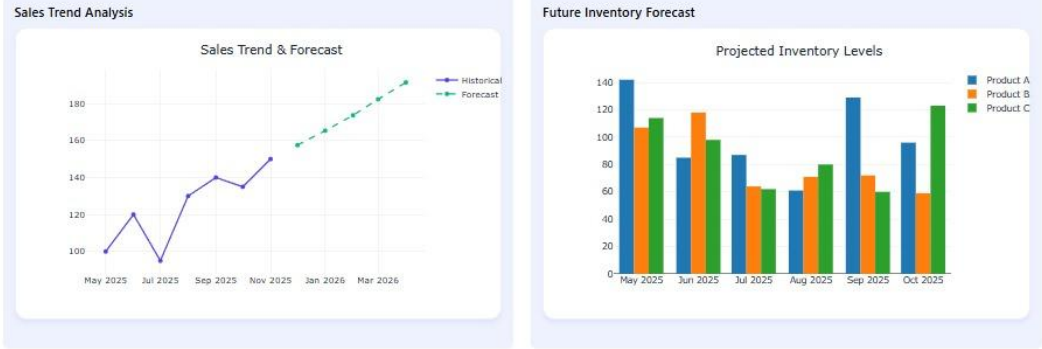 Sales Trend Analysis
Sales Trend & Forecast
Historical
Forecast
180
160
140
120
100
May 2025 Jul 2025 Sep 2025 Nov 2025 Jan 2026 Mar 2026
Future Inventory Forecast
Projected Inventory Levels
Product A
Product B
Product C
140
120
100
80
60
40
20
0
May 2025 Jun 2025 Jul 2025 Aug 2025 Sep 2025 Oct 2025